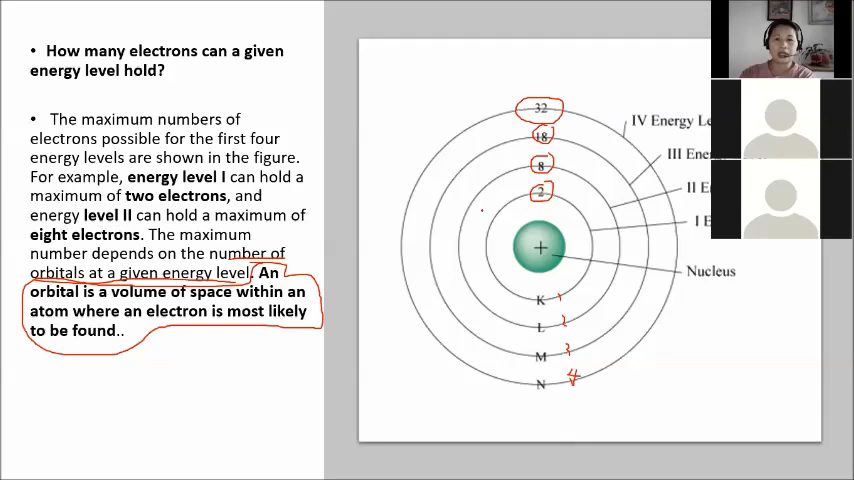 • How many electrons can a given
energy level hold?
• The maximum numbers of
electrons possible for the first four
energy levels are shown in the figure.
For example, energy level I can hold a
maximum of two electrons, and
energy level II can hold a maximum of
eight electrons. The maximum
number depends on the number of
orbitals at a given energy level. An
orbital is a volume of space within an
atom where an electron is most likely
to be found..
32
18
8
2
+
K 1
L 2
M 3
N 4
IV Energy Le
III Ener
II E
I E
Nucleus